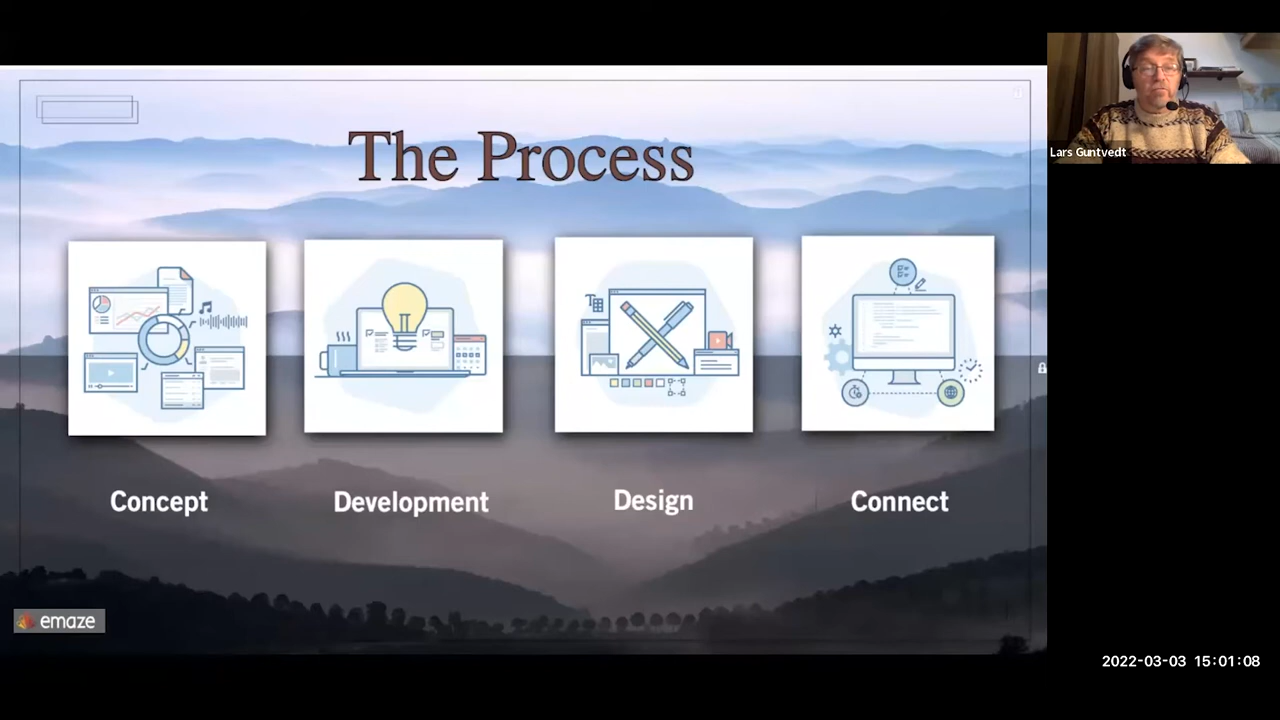 The Process
Lars Guntvedt
Concept
Development
Design
Connect
emaze
2022-03-03 15:01:08